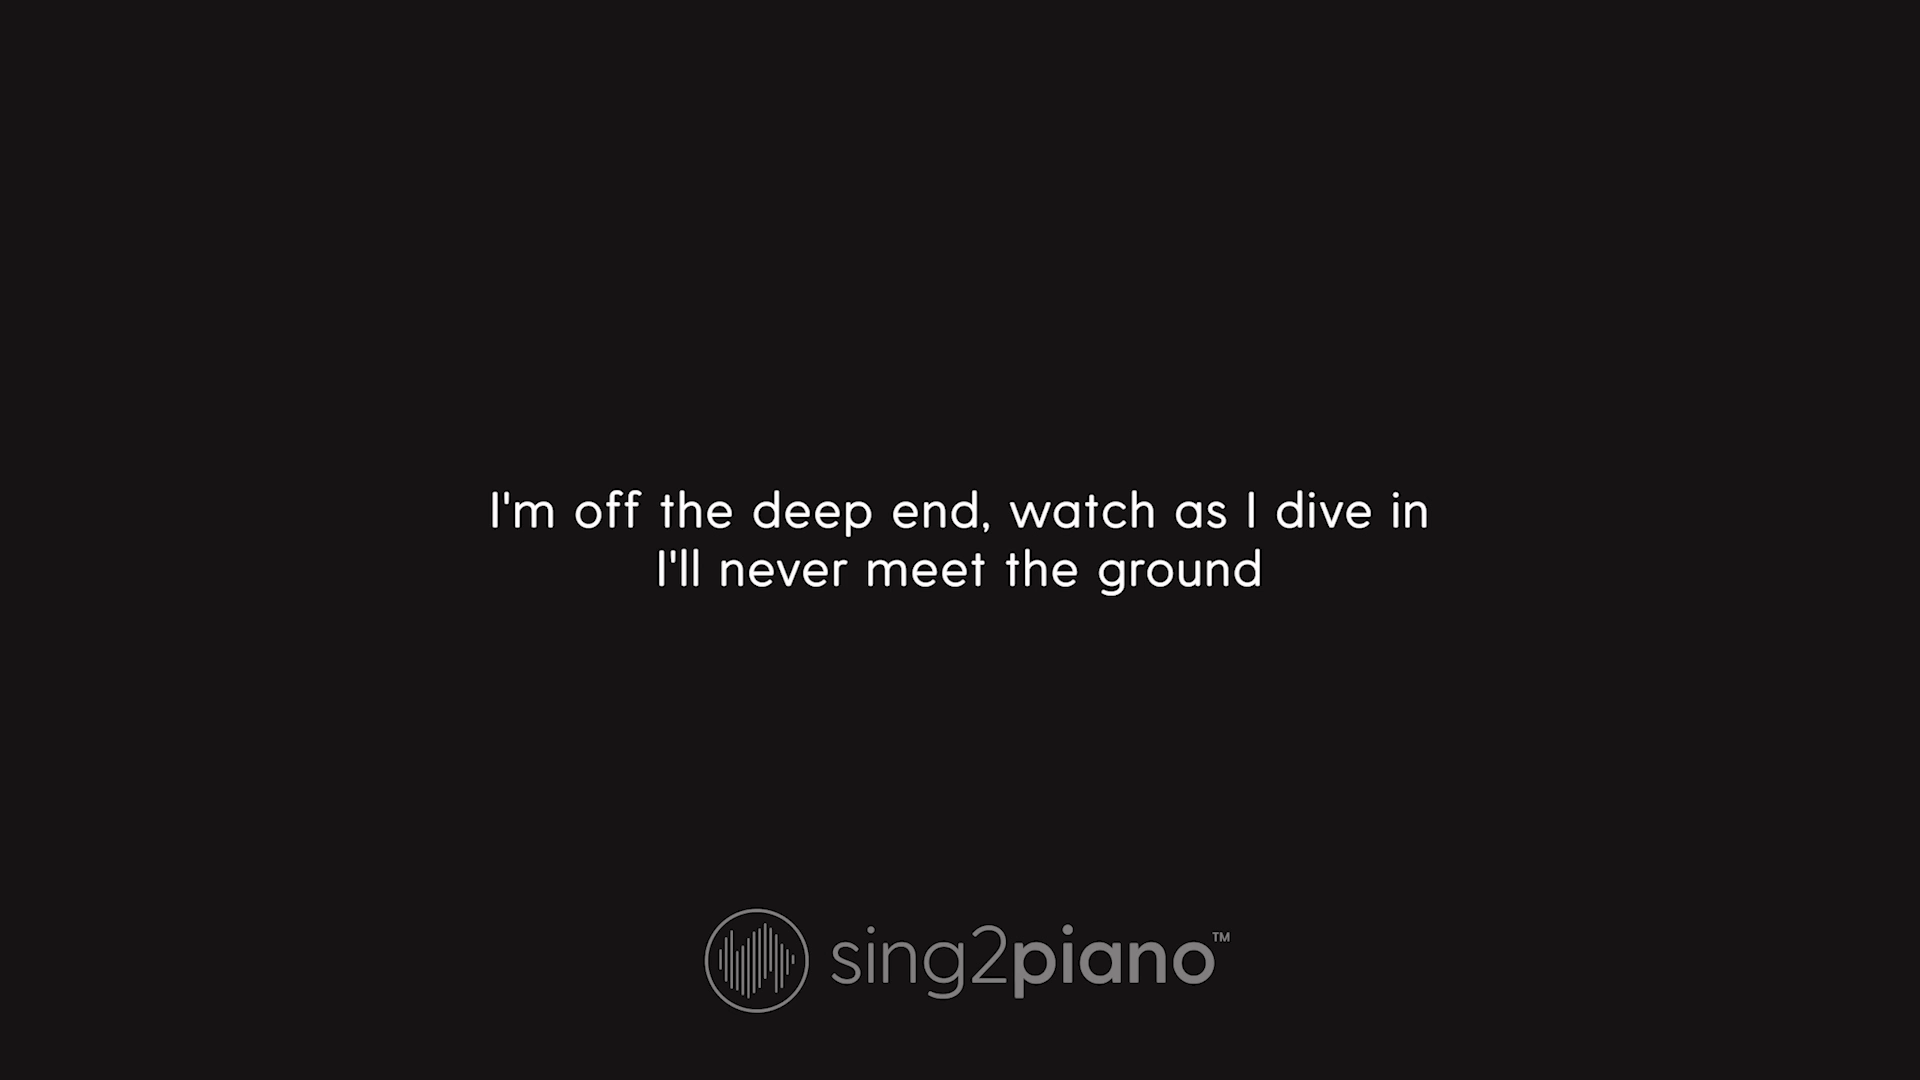 I'm off the deep end, watch as I dive in
I'll never meet the ground
sing2piano™